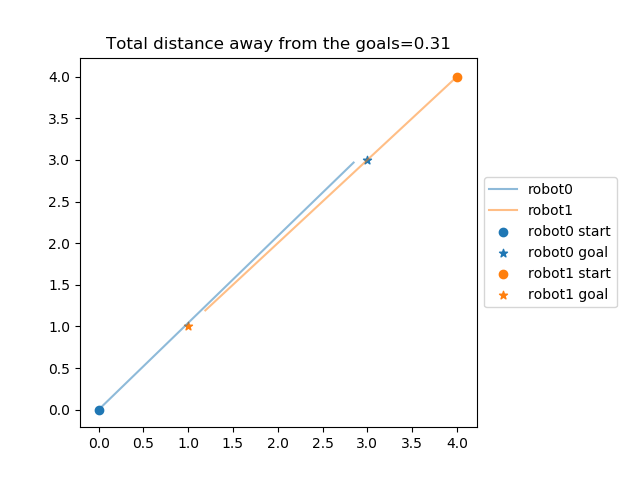 Total distance away from the goals=0.31
4.0
3.5
3.0
2.5
2.0
1.5
1.0
0.5
0.0
0.0 0.5 1.0 1.5 2.0 2.5 3.0 3.5 4.0
robot0
robot1
robot0 start
robot0 goal
robot1 start
robot1 goal